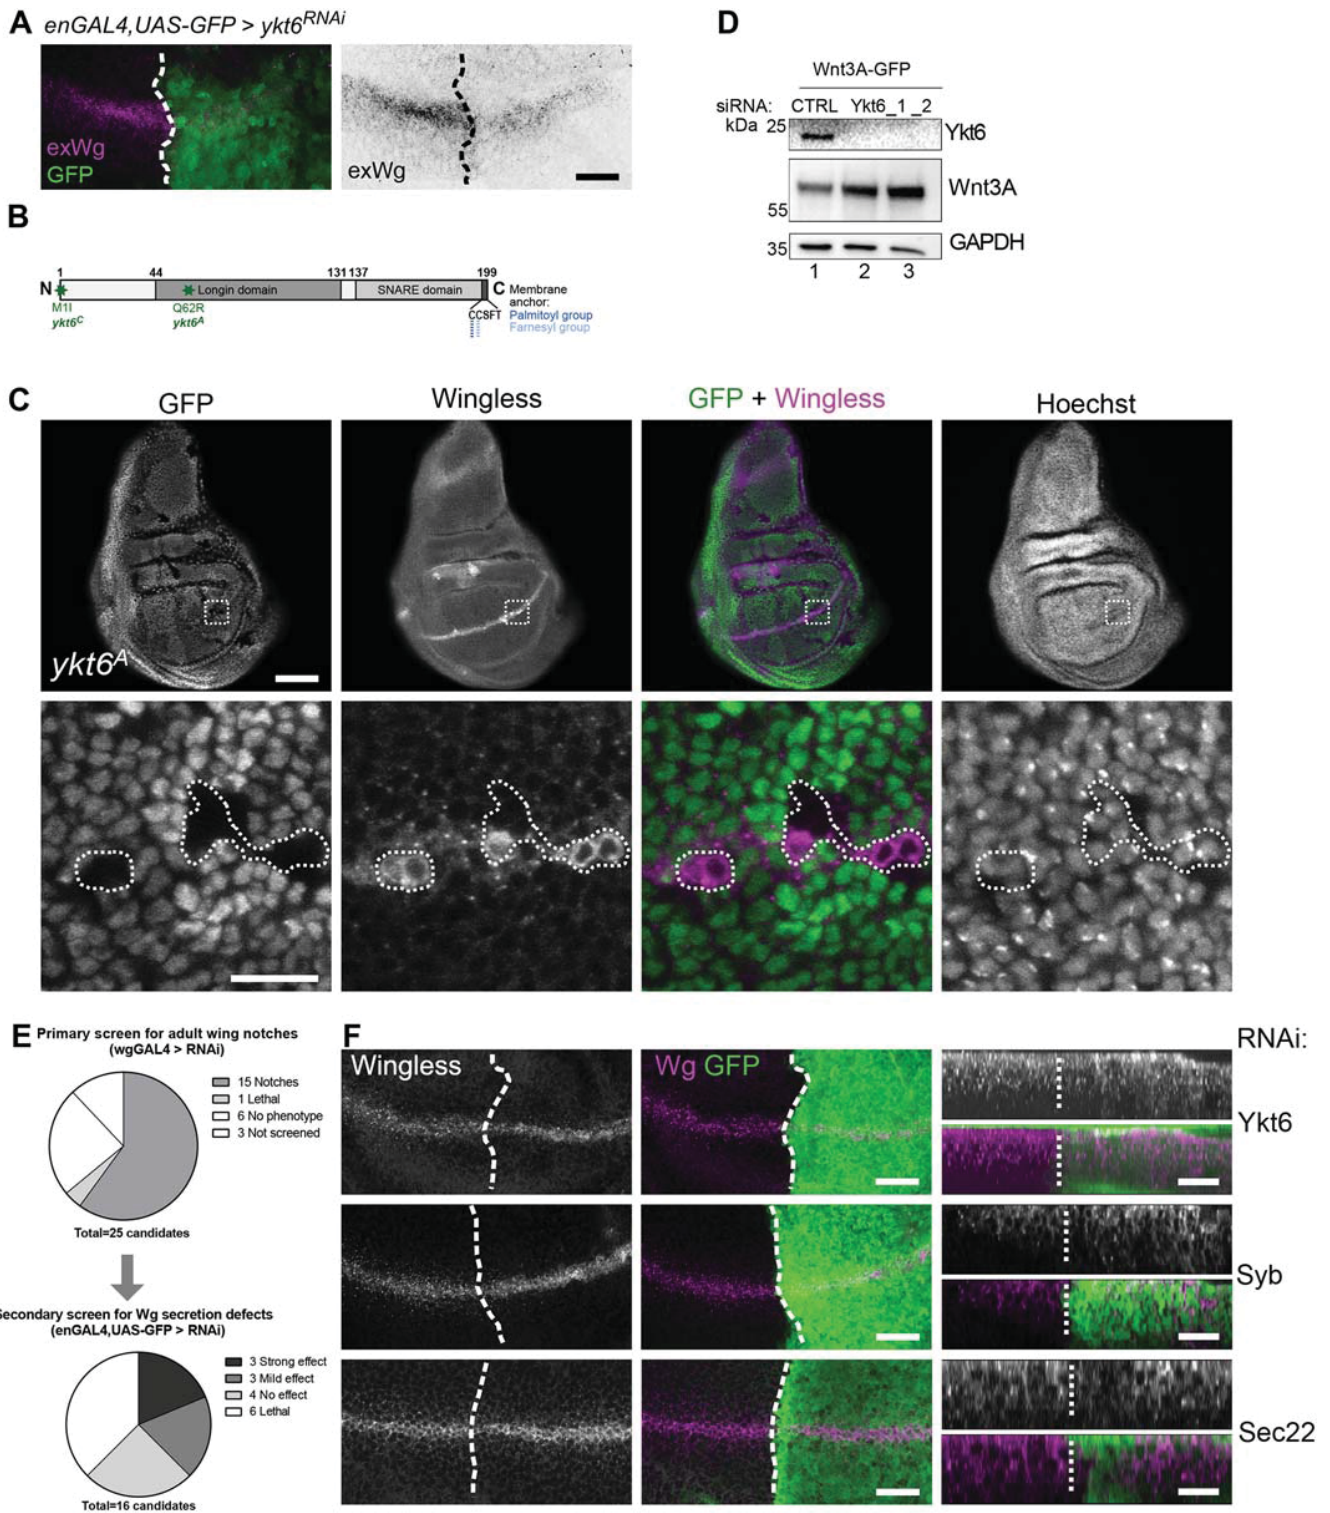 A enGAL4,UAS-GFP > ykt6RNAi
exWg
GFP
exWg
B
1 44 131 137 199
N Longin domain SNARE domain C
M1I
ykt6C
Q62R
ykt6A
CCSFT
Membrane
anchor:
Palmitoyl group
Farnesyl group
C
GFP Wingless GFP + Wingless Hoechst
ykt6A
D
Wnt3A-GFP
siRNA: CTRL Ykt6_1 _2
kDa
25 Ykt6
Wnt3A
55
35 GAPDH
1 2 3
E Primary screen for adult wing notches
(wgGAL4 > RNAi)
15 Notches
1 Lethal
6 No phenotype
3 Not screened
Total=25 candidates
econdary screen for Wg secretion defects
(enGAL4,UAS-GFP > RNAi)
3 Strong effect
3 Mild effect
4 No effect
6 Lethal
Total=16 candidates
F
Wingless Wg GFP RNAi:
Ykt6
Syb
Sec22